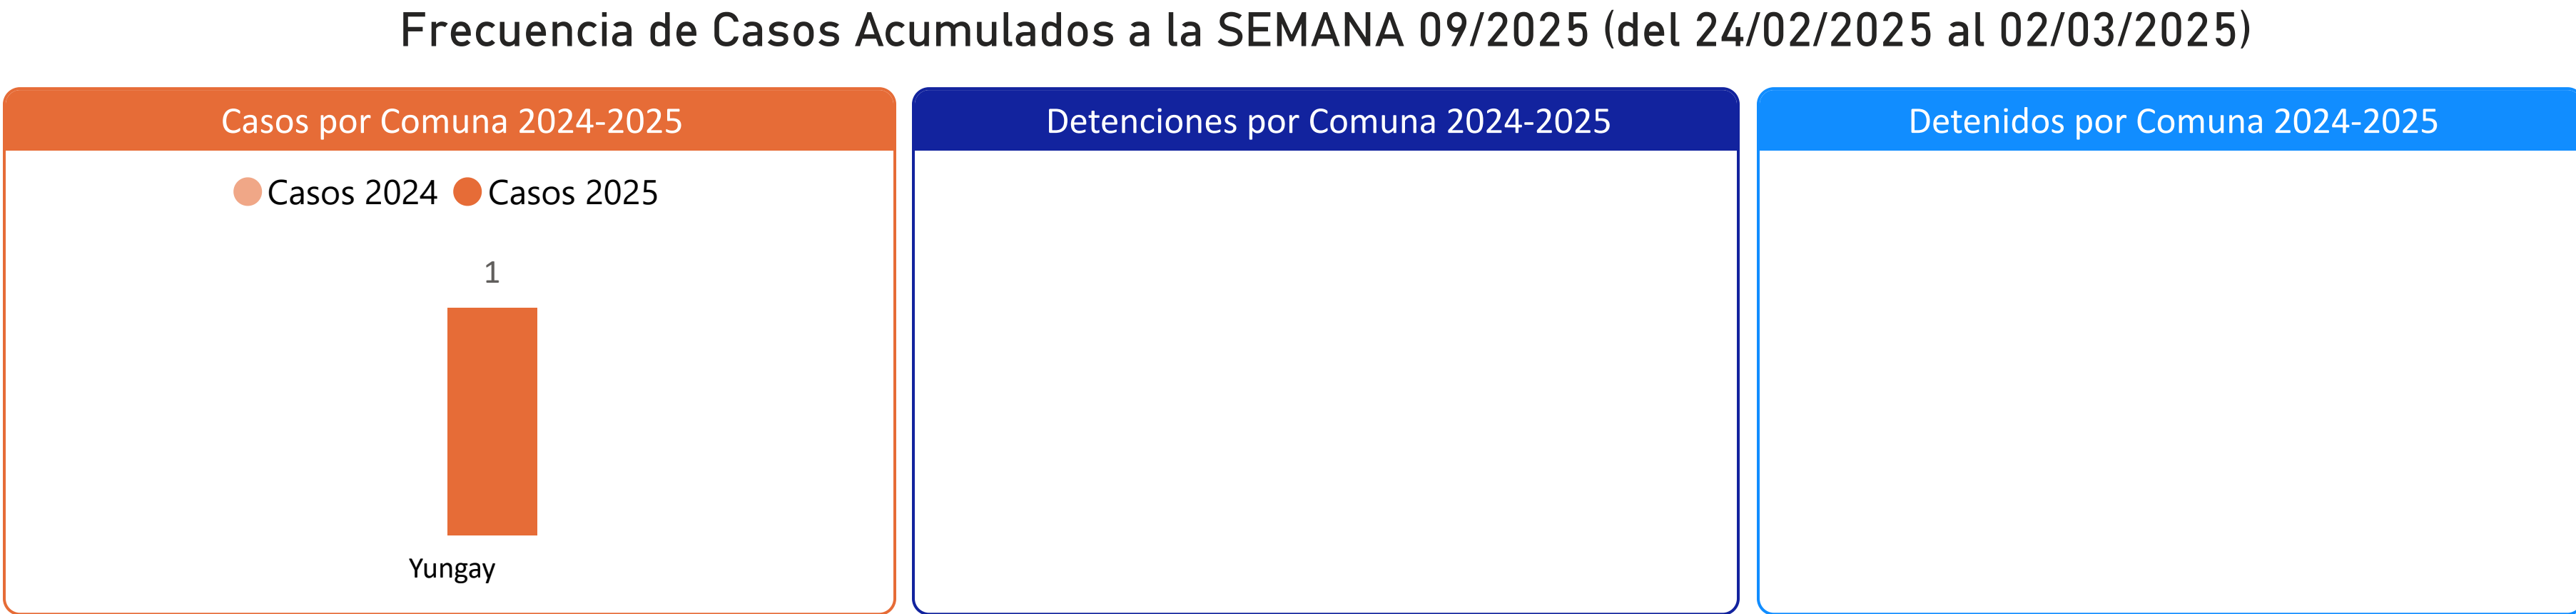 Frecuencia de Casos Acumulados a la SEMANA 09/2025 (del 24/02/2025 al 02/03/2025)
Casos por Comuna 2024-2025
Casos 2024 Casos 2025
1
Yungay
Detenciones por Comuna 2024-2025
Detenidos por Comuna 2024-2025